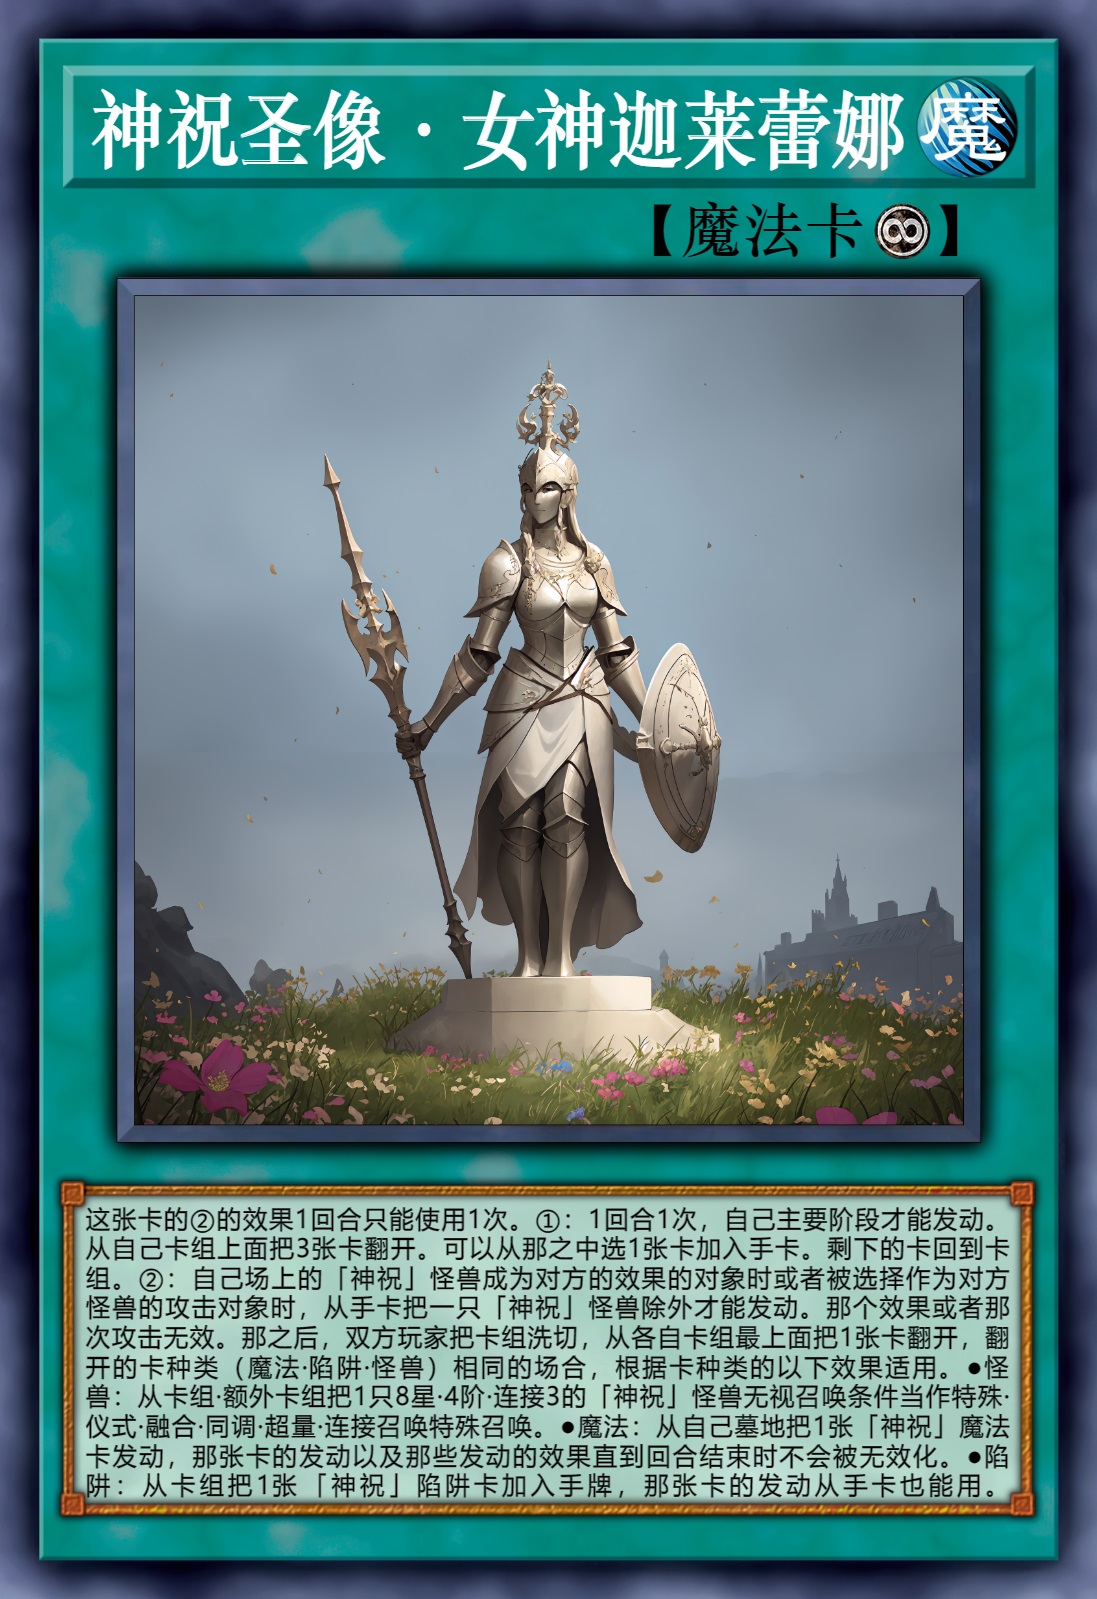 神祝圣像·女神迦莱蕾娜 魔
【魔法卡】
这张卡的②的效果1回合只能使用1次。①：1回合1次，自己主要阶段才能发动。
从自己卡组上面把3张卡翻开。可以从那之中选1张卡加入手卡。剩下的卡回到卡
组。②：自己场上的「神祝」怪兽成为对方的效果的对象时或者被选择作为对方
怪兽的攻击对象时，从手卡把一只「神祝」怪兽除外才能发动。那个效果或者那
次攻击无效。那之后，双方玩家把卡组洗切，从各自卡组最上面把1张卡翻开，翻
开的卡种类（魔法·陷阱·怪兽）相同的场合，根据卡种类的以下效果适用。●怪
兽：从卡组·额外卡组把1只8星·4阶·连接3的「神祝」怪兽无视召唤条件当作特殊·
仪式·融合·同调·超量·连接召唤特殊召唤。●魔法：从自己墓地把1张「神祝」魔法
卡发动，那张卡的发动以及那些发动的效果直到回合结束时不会被无效化。●陷
阱：从卡组把1张「神祝」陷阱卡加入手牌，那张卡的发动从手卡也能用。